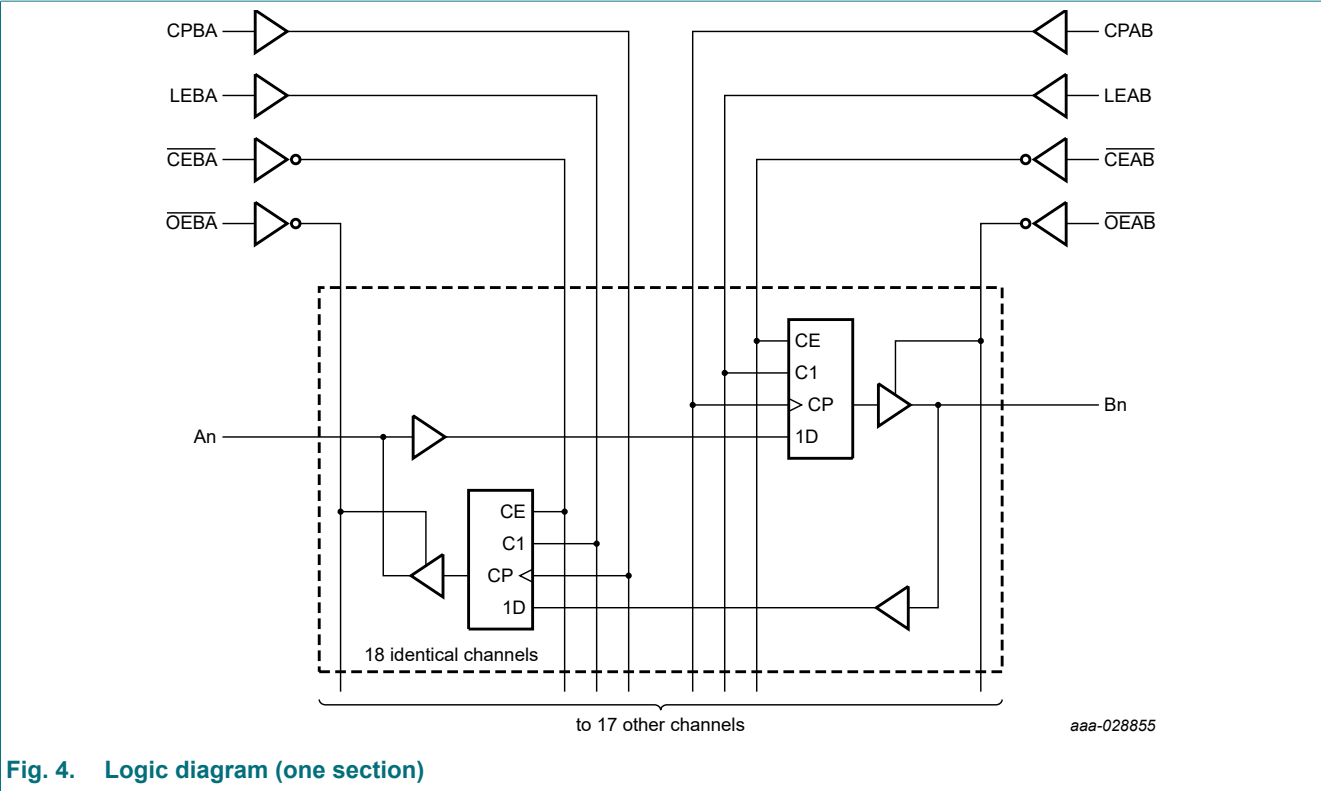 CPBA
CPAB
LEBA
LEAB
CEBA
CEAB
OEBA
OEAB
CE
C1
CP
1D
Bn
An
CE
C1
CP
1D
18 identical channels
to 17 other channels
aaa-028855
Fig. 4. Logic diagram (one section)